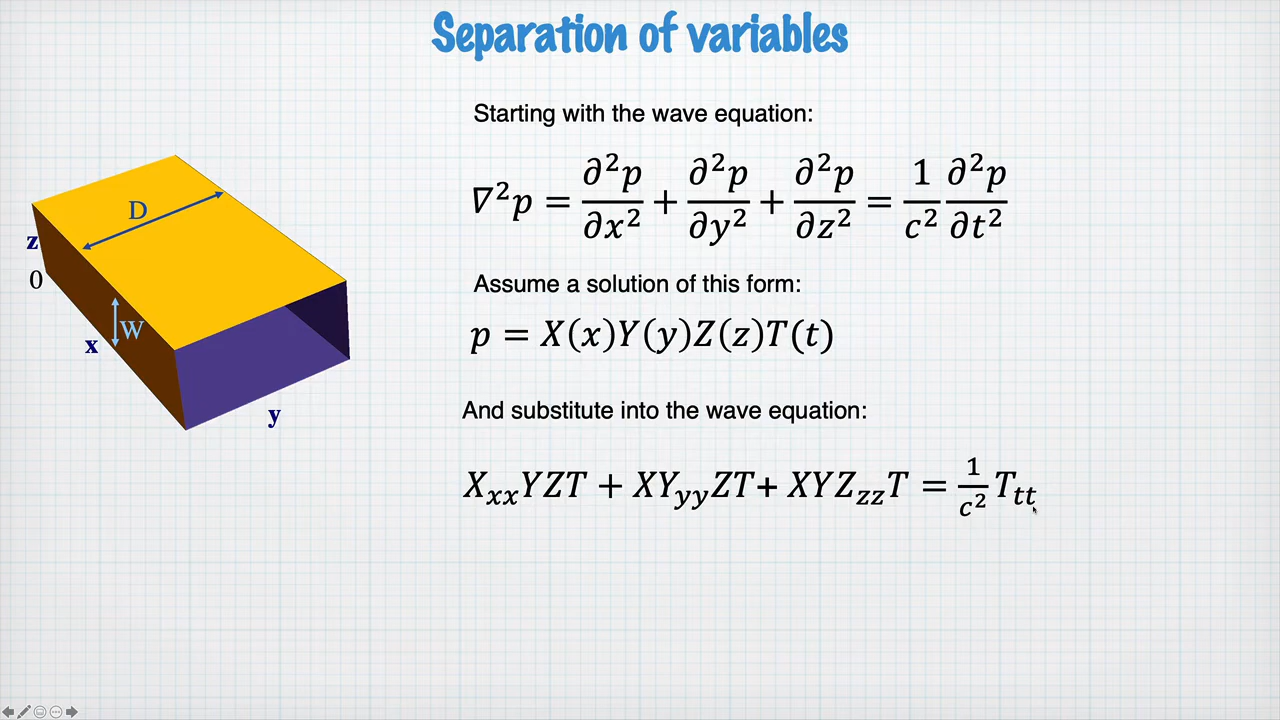 Separation of variables
Starting with the wave equation:
∇²p = ∂²p/∂x² + ∂²p/∂y² + ∂²p/∂z² = 1/c² ∂²p/∂t²
Assume a solution of this form:
p = X(x)Y(y)Z(z)T(t)
And substitute into the wave equation:
X_xx YZT + XY_yy ZT + XYZ_zz T = 1/c² T_tt
D
z
0
W
x
y